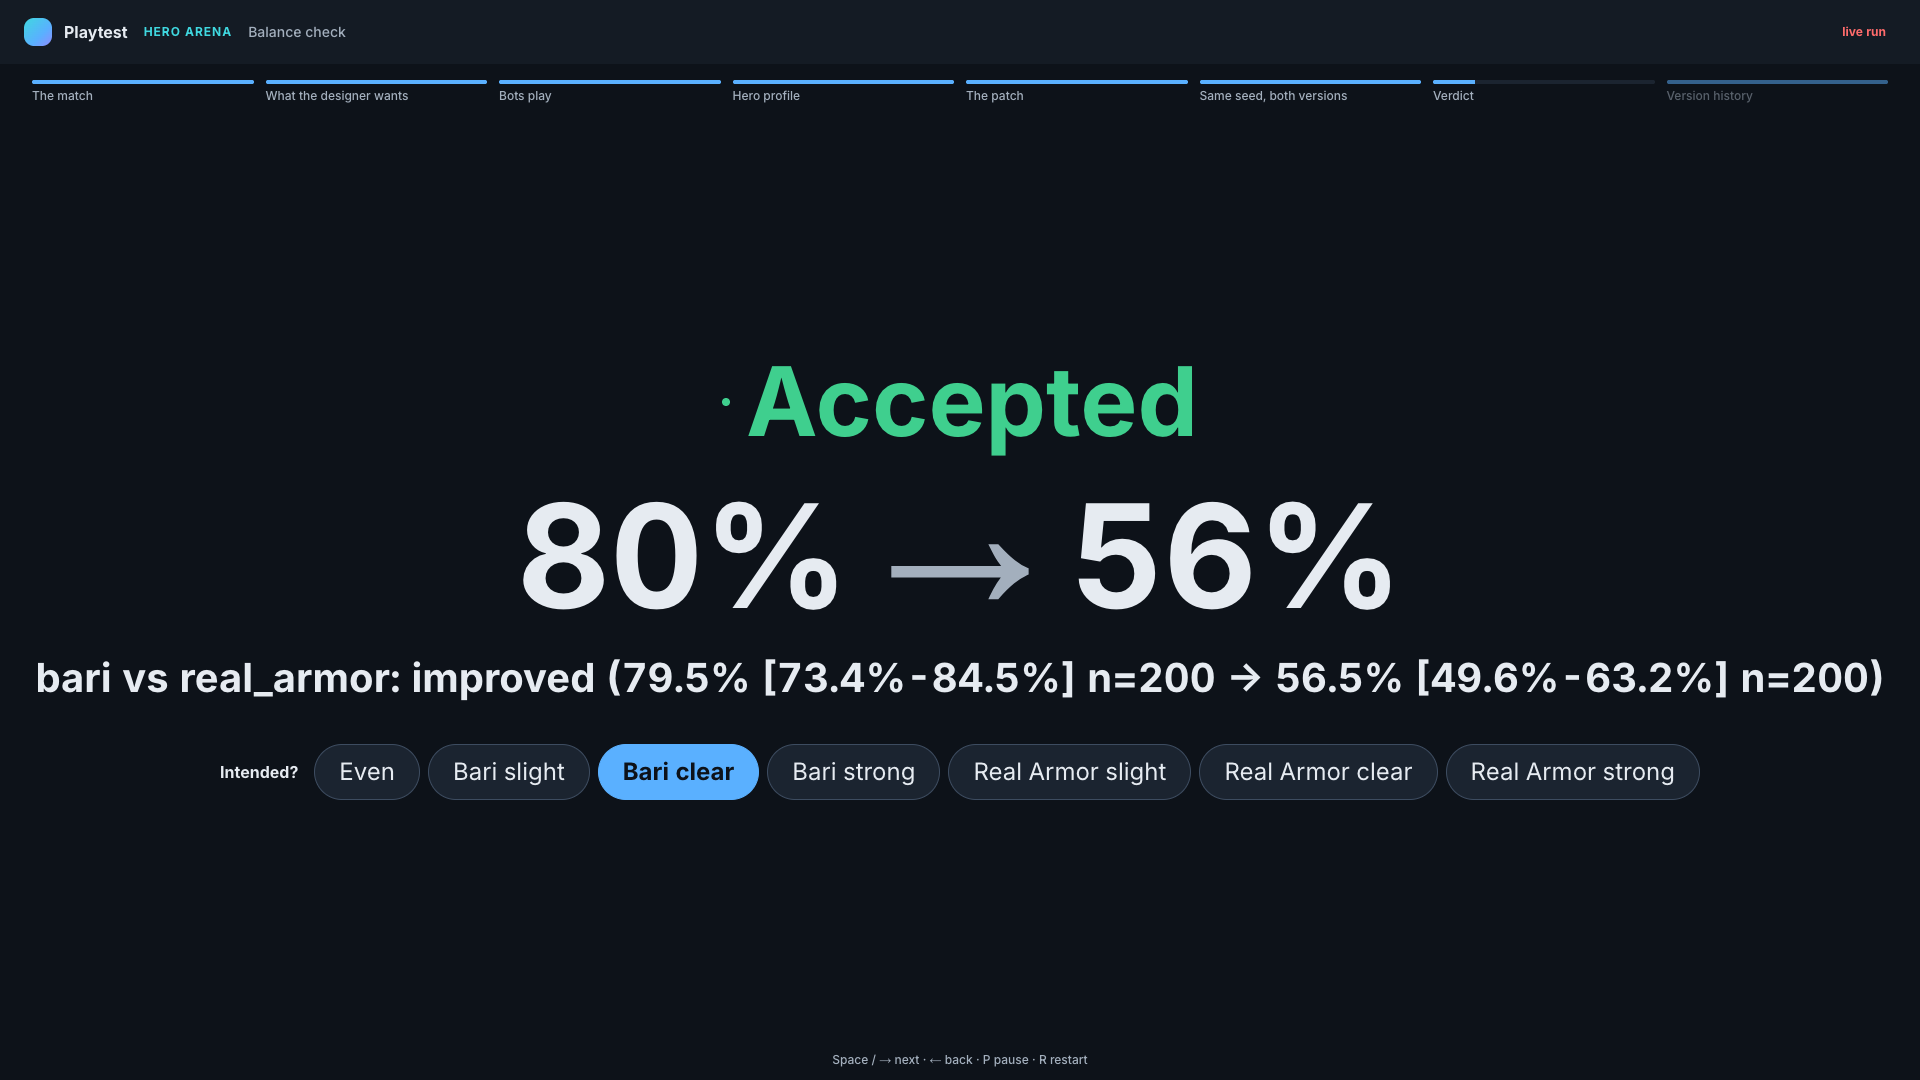 Playtest HERO ARENA Balance check live run
The match What the designer wants Bots play Hero profile The patch Same seed, both versions Verdict Version history
· Accepted
80% → 56%
bari vs real_armor: improved (79.5% [73.4%-84.5%] n=200 → 56.5% [49.6%-63.2%] n=200)
Intended? Even Bari slight Bari clear Bari strong Real Armor slight Real Armor clear Real Armor strong
Space / → next · ← back · P pause · R restart